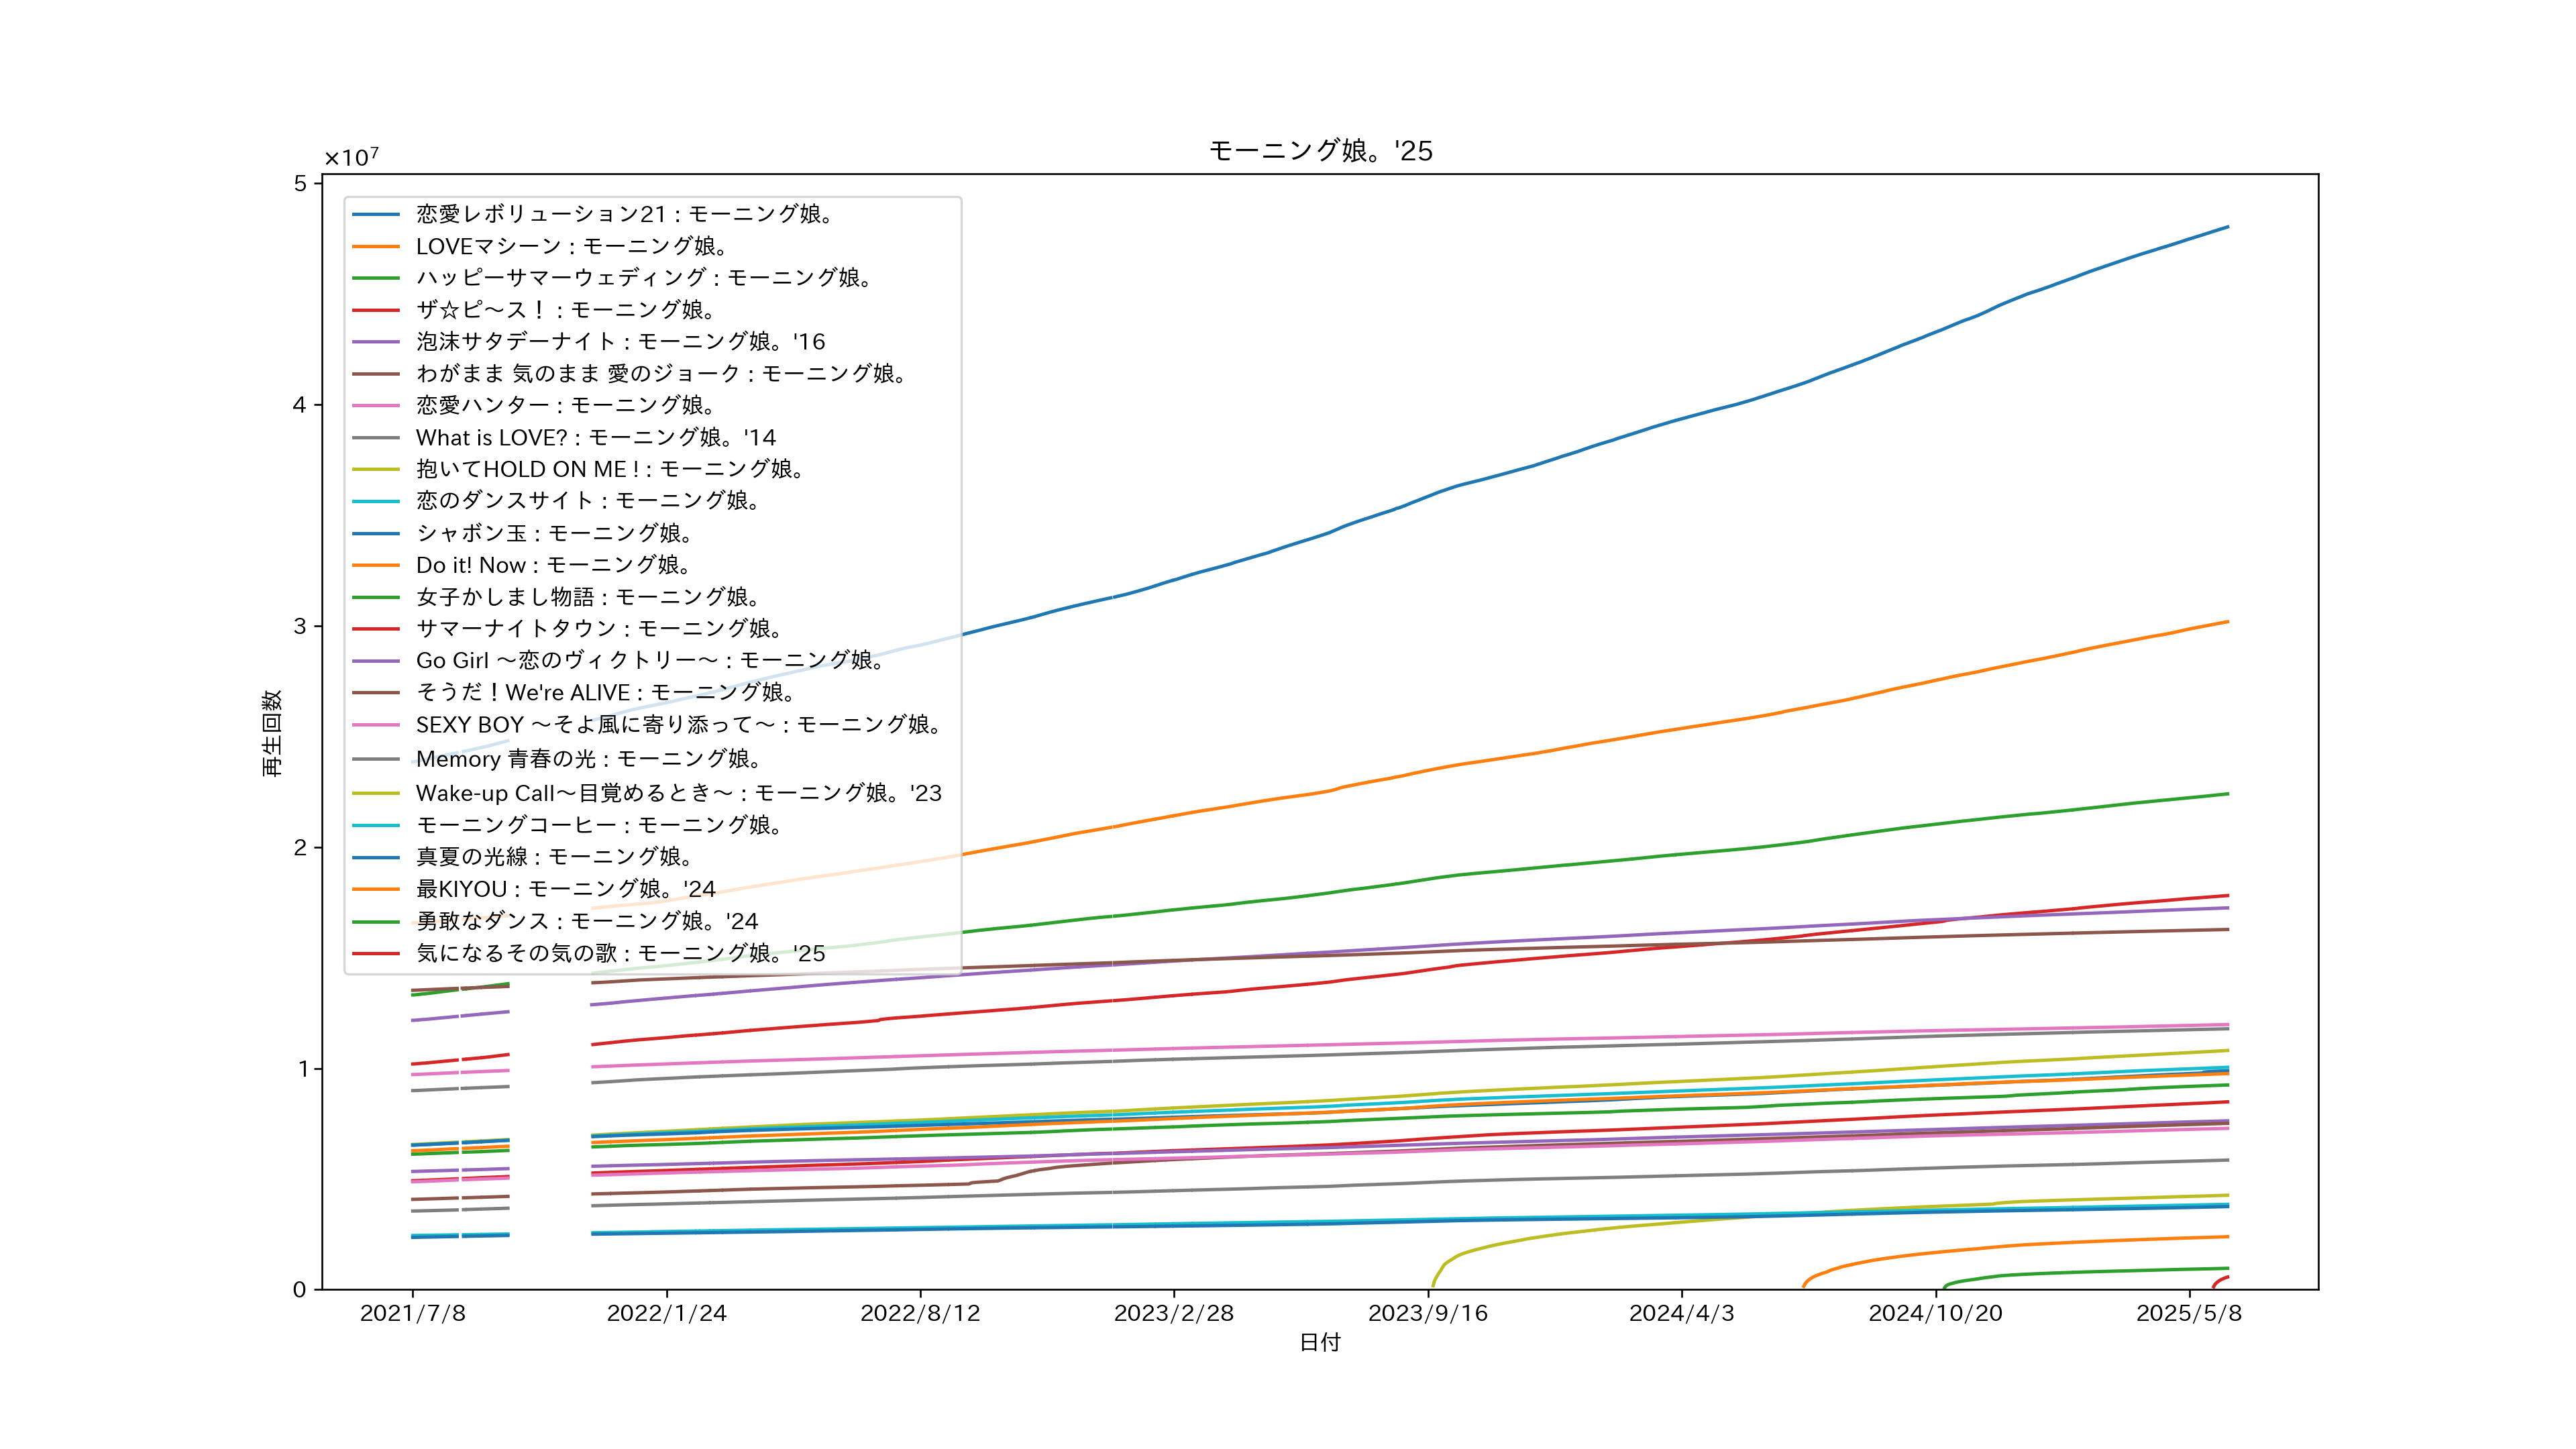 モーニング娘。'25
×10⁷
5
4
3
2
1
0
再生回数
恋愛レボリューション21 : モーニング娘。
LOVEマシーン : モーニング娘。
ハッピーサマーウェディング : モーニング娘。
ザ☆ピ～ス！ : モーニング娘。
泡沫サタデーナイト : モーニング娘。'16
わがまま 気のまま 愛のジョーク : モーニング娘。
恋愛ハンター : モーニング娘。
What is LOVE? : モーニング娘。'14
抱いてHOLD ON ME ! : モーニング娘。
恋のダンスサイト : モーニング娘。
シャボン玉 : モーニング娘。
Do it! Now : モーニング娘。
女子かしまし物語 : モーニング娘。
サマーナイトタウン : モーニング娘。
Go Girl ～恋のヴィクトリー～ : モーニング娘。
そうだ！We're ALIVE : モーニング娘。
SEXY BOY ～そよ風に寄り添って～ : モーニング娘。
Memory 青春の光 : モーニング娘。
Wake-up Call～目覚めるとき～ : モーニング娘。'23
モーニングコーヒー : モーニング娘。
真夏の光線 : モーニング娘。
最KIYOU : モーニング娘。'24
勇敢なダンス : モーニング娘。'24
気になるその気の歌 : モーニング娘。'25
2021/7/8 2022/1/24 2022/8/12 2023/2/28 2023/9/16 2024/4/3 2024/10/20 2025/5/8
日付